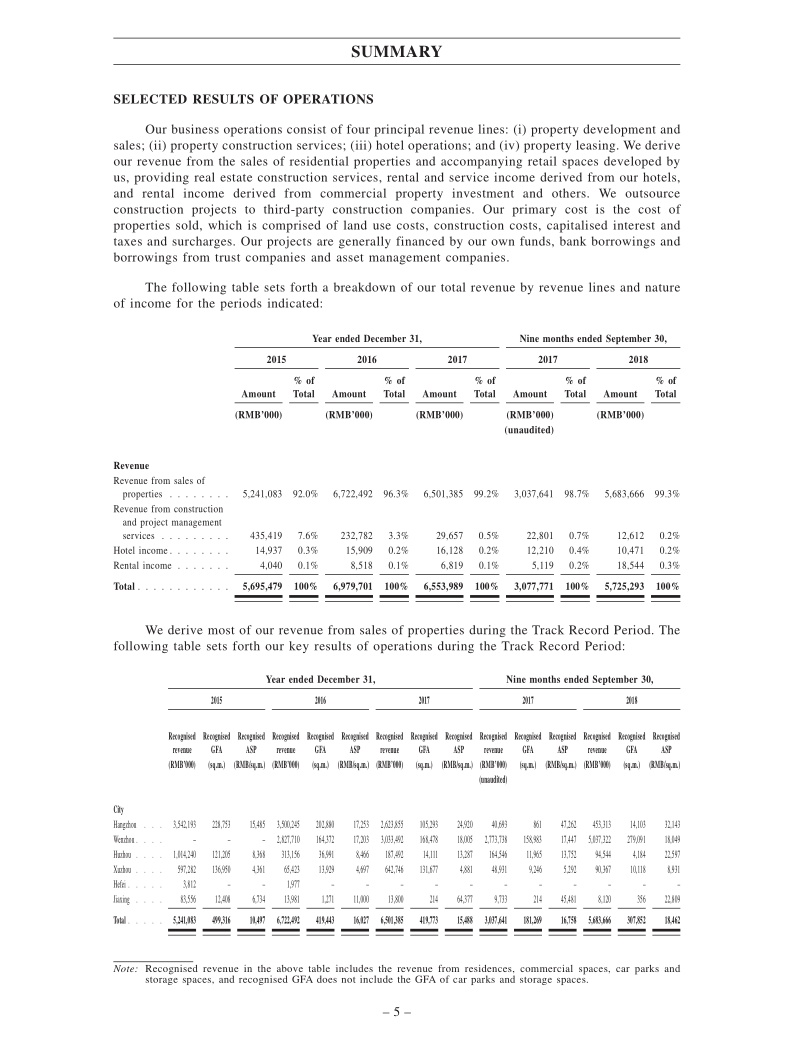 SUMMARY
SELECTED RESULTS OF OPERATIONS
Our business operations consist of four principal revenue lines: (i) property development and
sales; (ii) property construction services; (iii) hotel operations; and (iv) property leasing. We derive
our revenue from the sales of residential properties and accompanying retail spaces developed by
us, providing real estate construction services, rental and service income derived from our hotels,
and rental income derived from commercial property investment and others. We outsource
construction projects to third-party construction companies. Our primary cost is the cost of
properties sold, which is comprised of land use costs, construction costs, capitalised interest and
taxes and surcharges. Our projects are generally financed by our own funds, bank borrowings and
borrowings from trust companies and asset management companies.
The following table sets forth a breakdown of our total revenue by revenue lines and nature
of income for the periods indicated:
Year ended December 31, Nine months ended September 30,
2015 2016 2017 2017 2018
% of % of % of % of % of
Amount Total Amount Total Amount Total Amount Total Amount Total
(RMB'000) (RMB'000) (RMB'000) (RMB'000) (RMB'000)
(unaudited)
Revenue
Revenue from sales of
properties . . . . . . . . 5,241,083 92.0% 6,722,492 96.3% 6,501,385 99.2% 3,037,641 98.7% 5,683,666 99.3%
Revenue from construction
and project management
services . . . . . . . . . 435,419 7.6% 232,782 3.3% 29,657 0.5% 22,801 0.7% 12,612 0.2%
Hotel income . . . . . . . . 14,937 0.3% 15,909 0.2% 16,128 0.2% 12,210 0.4% 10,471 0.2%
Rental income . . . . . . . 4,040 0.1% 8,518 0.1% 6,819 0.1% 5,119 0.2% 18,544 0.3%
Total . . . . . . . . . . . . 5,695,479 100% 6,979,701 100% 6,553,989 100% 3,077,771 100% 5,725,293 100%
We derive most of our revenue from sales of properties during the Track Record Period. The
following table sets forth our key results of operations during the Track Record Period:
Year ended December 31, Nine months ended September 30,
2015 2016 2017 2017 2018
Recognised Recognised Recognised Recognised Recognised Recognised Recognised Recognised Recognised Recognised Recognised Recognised Recognised Recognised Recognised
revenue GFA ASP revenue GFA ASP revenue GFA ASP revenue GFA ASP revenue GFA ASP
(RMB'000) (sq.m.) (RMB/sq.m.) (RMB'000) (sq.m.) (RMB/sq.m.) (RMB'000) (sq.m.) (RMB/sq.m.) (RMB'000) (sq.m.) (RMB/sq.m.) (RMB'000) (sq.m.) (RMB/sq.m.)
(unaudited)
City
Hangzhou . . . 3,542,193 228,753 15,485 3,500,245 202,880 17,253 2,623,855 105,293 24,920 40,693 861 47,262 453,313 14,103 32,143
Wenzhou . . . . – – – 2,827,710 164,372 17,203 3,033,492 168,478 18,005 2,773,738 158,983 17,447 5,037,322 279,091 18,049
Huzhou . . . . 1,014,240 121,205 8,368 313,156 36,991 8,466 187,492 14,111 13,287 164,546 11,965 13,752 94,544 4,184 22,597
Xuzhou . . . . 597,282 136,950 4,361 65,423 13,929 4,697 642,746 131,677 4,881 48,931 9,246 5,292 90,367 10,118 8,931
Hefei . . . . . 3,812 – – 1,977 – – – – – – – – – – –
Jiaxing . . . . 83,556 12,408 6,734 13,981 1,271 11,000 13,800 214 64,377 9,733 214 45,481 8,120 356 22,809
Total . . . . . 5,241,083 499,316 10,497 6,722,492 419,443 16,027 6,501,385 419,773 15,488 3,037,641 181,269 16,758 5,683,666 307,852 18,462
Note: Recognised revenue in the above table includes the revenue from residences, commercial spaces, car parks and
storage spaces, and recognised GFA does not include the GFA of car parks and storage spaces.
– 5 –